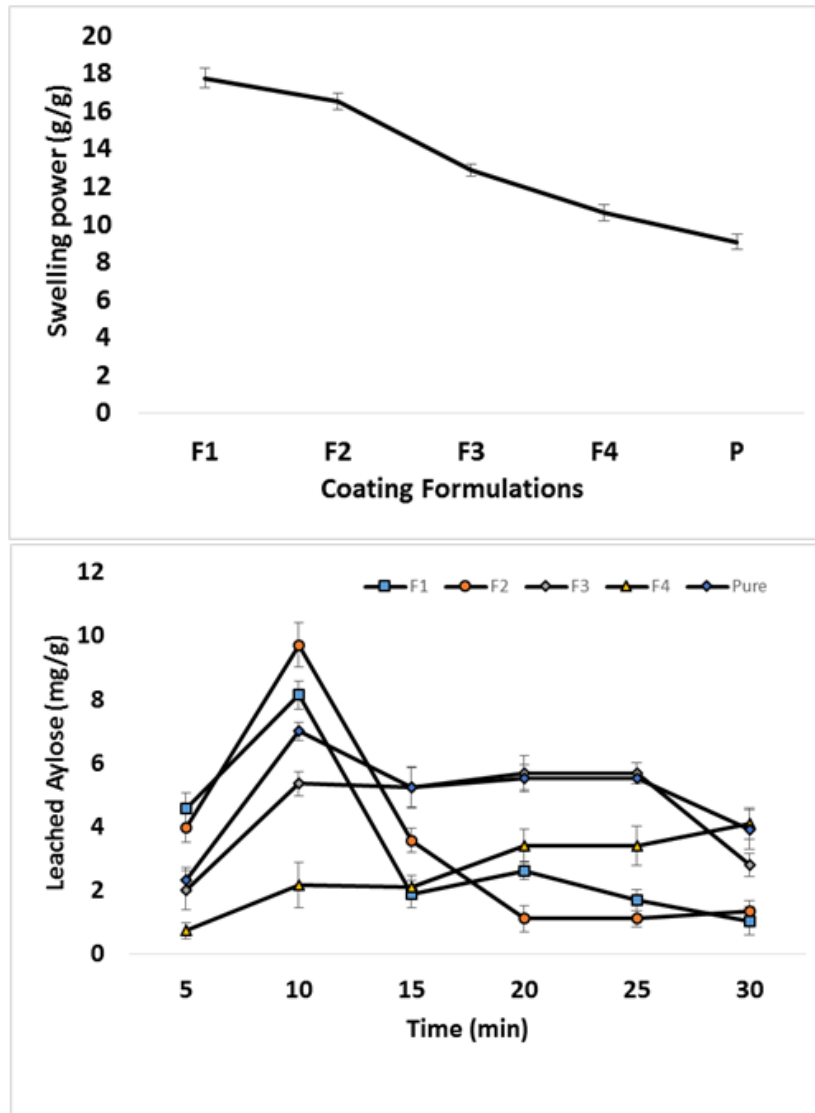 20
18
16
14
12
10
8
6
4
2
0
Swelling power (g/g)
F1 F2 F3 F4 P
Coating Formulations
12
10
8
6
4
2
0
Leached Aylose (mg/g)
F1 F2 F3 F4 Pure
5 10 15 20 25 30
Time (min)